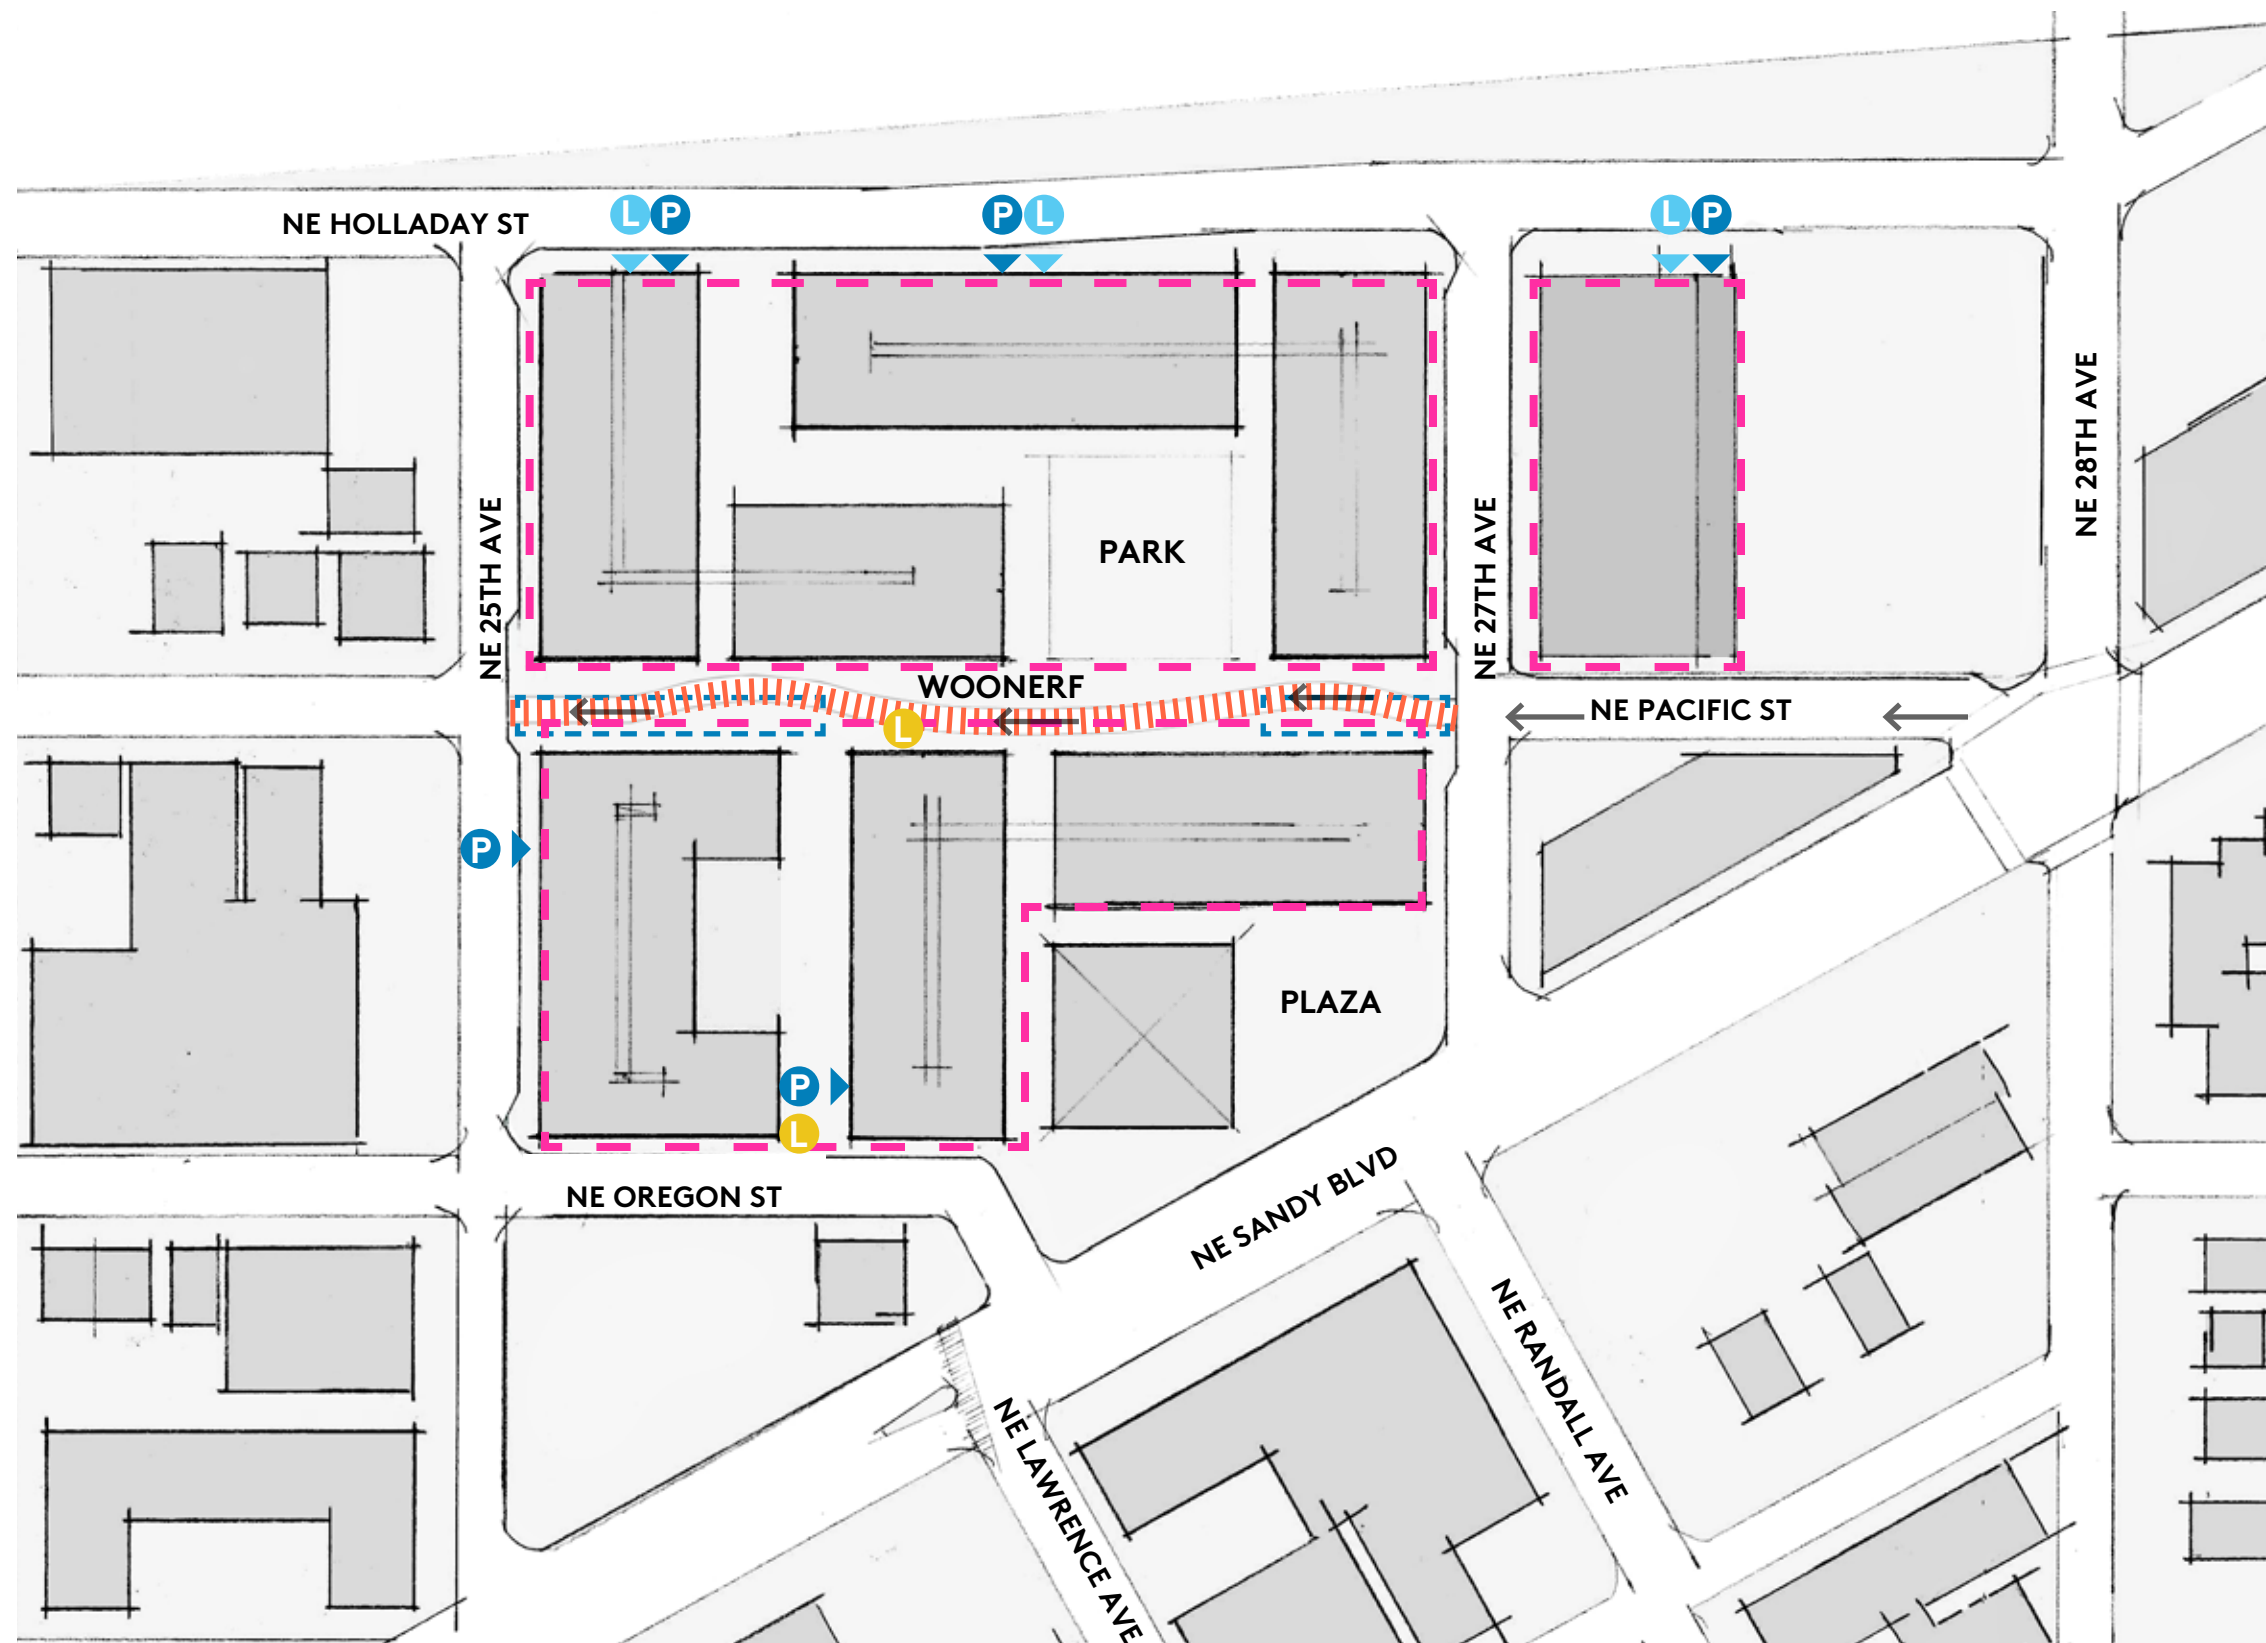 L P
P L
L P
NE HOLLADAY ST
NE 25TH AVE
PARK
NE 27TH AVE
NE 28TH AVE
WOONERF
L
NE PACIFIC ST
P
PLAZA
P
L
NE OREGON ST
NE SANDY BLVD
NE LAWRENCE AVE
NE RANDALL AVE